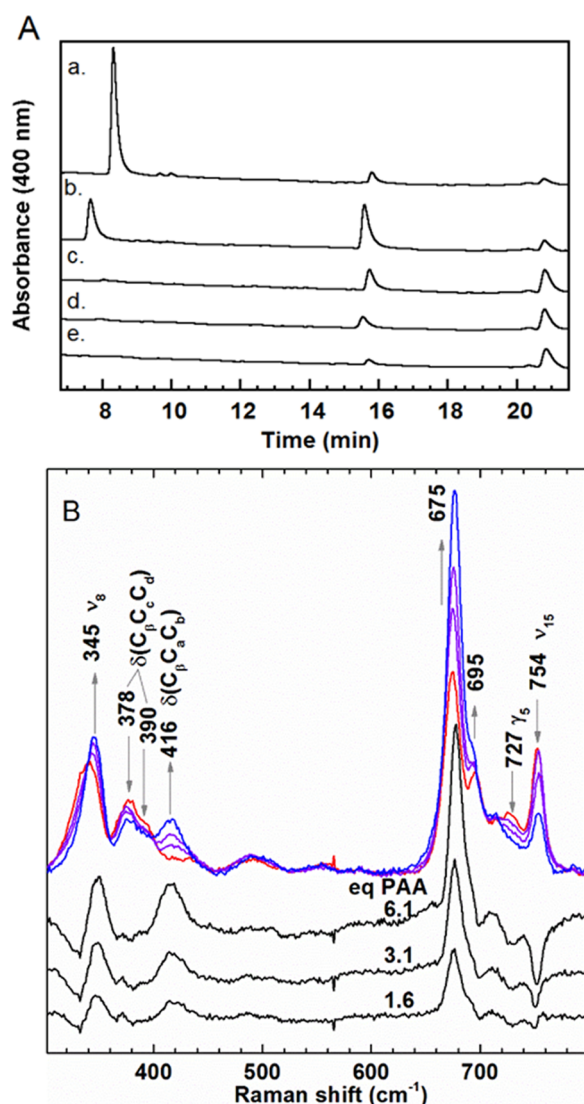 A
a.
b.
c.
d.
e.
Absorbance (400 nm)
8 10 12 14 16 18 20
Time (min)
B
345 ν8
378
390
δ(CβCcCd)
416 δ(CβCaCb)
675
695
727 γ5
754 ν15
eq PAA
6.1
3.1
1.6
400 500 600 700
Raman shift (cm-1)